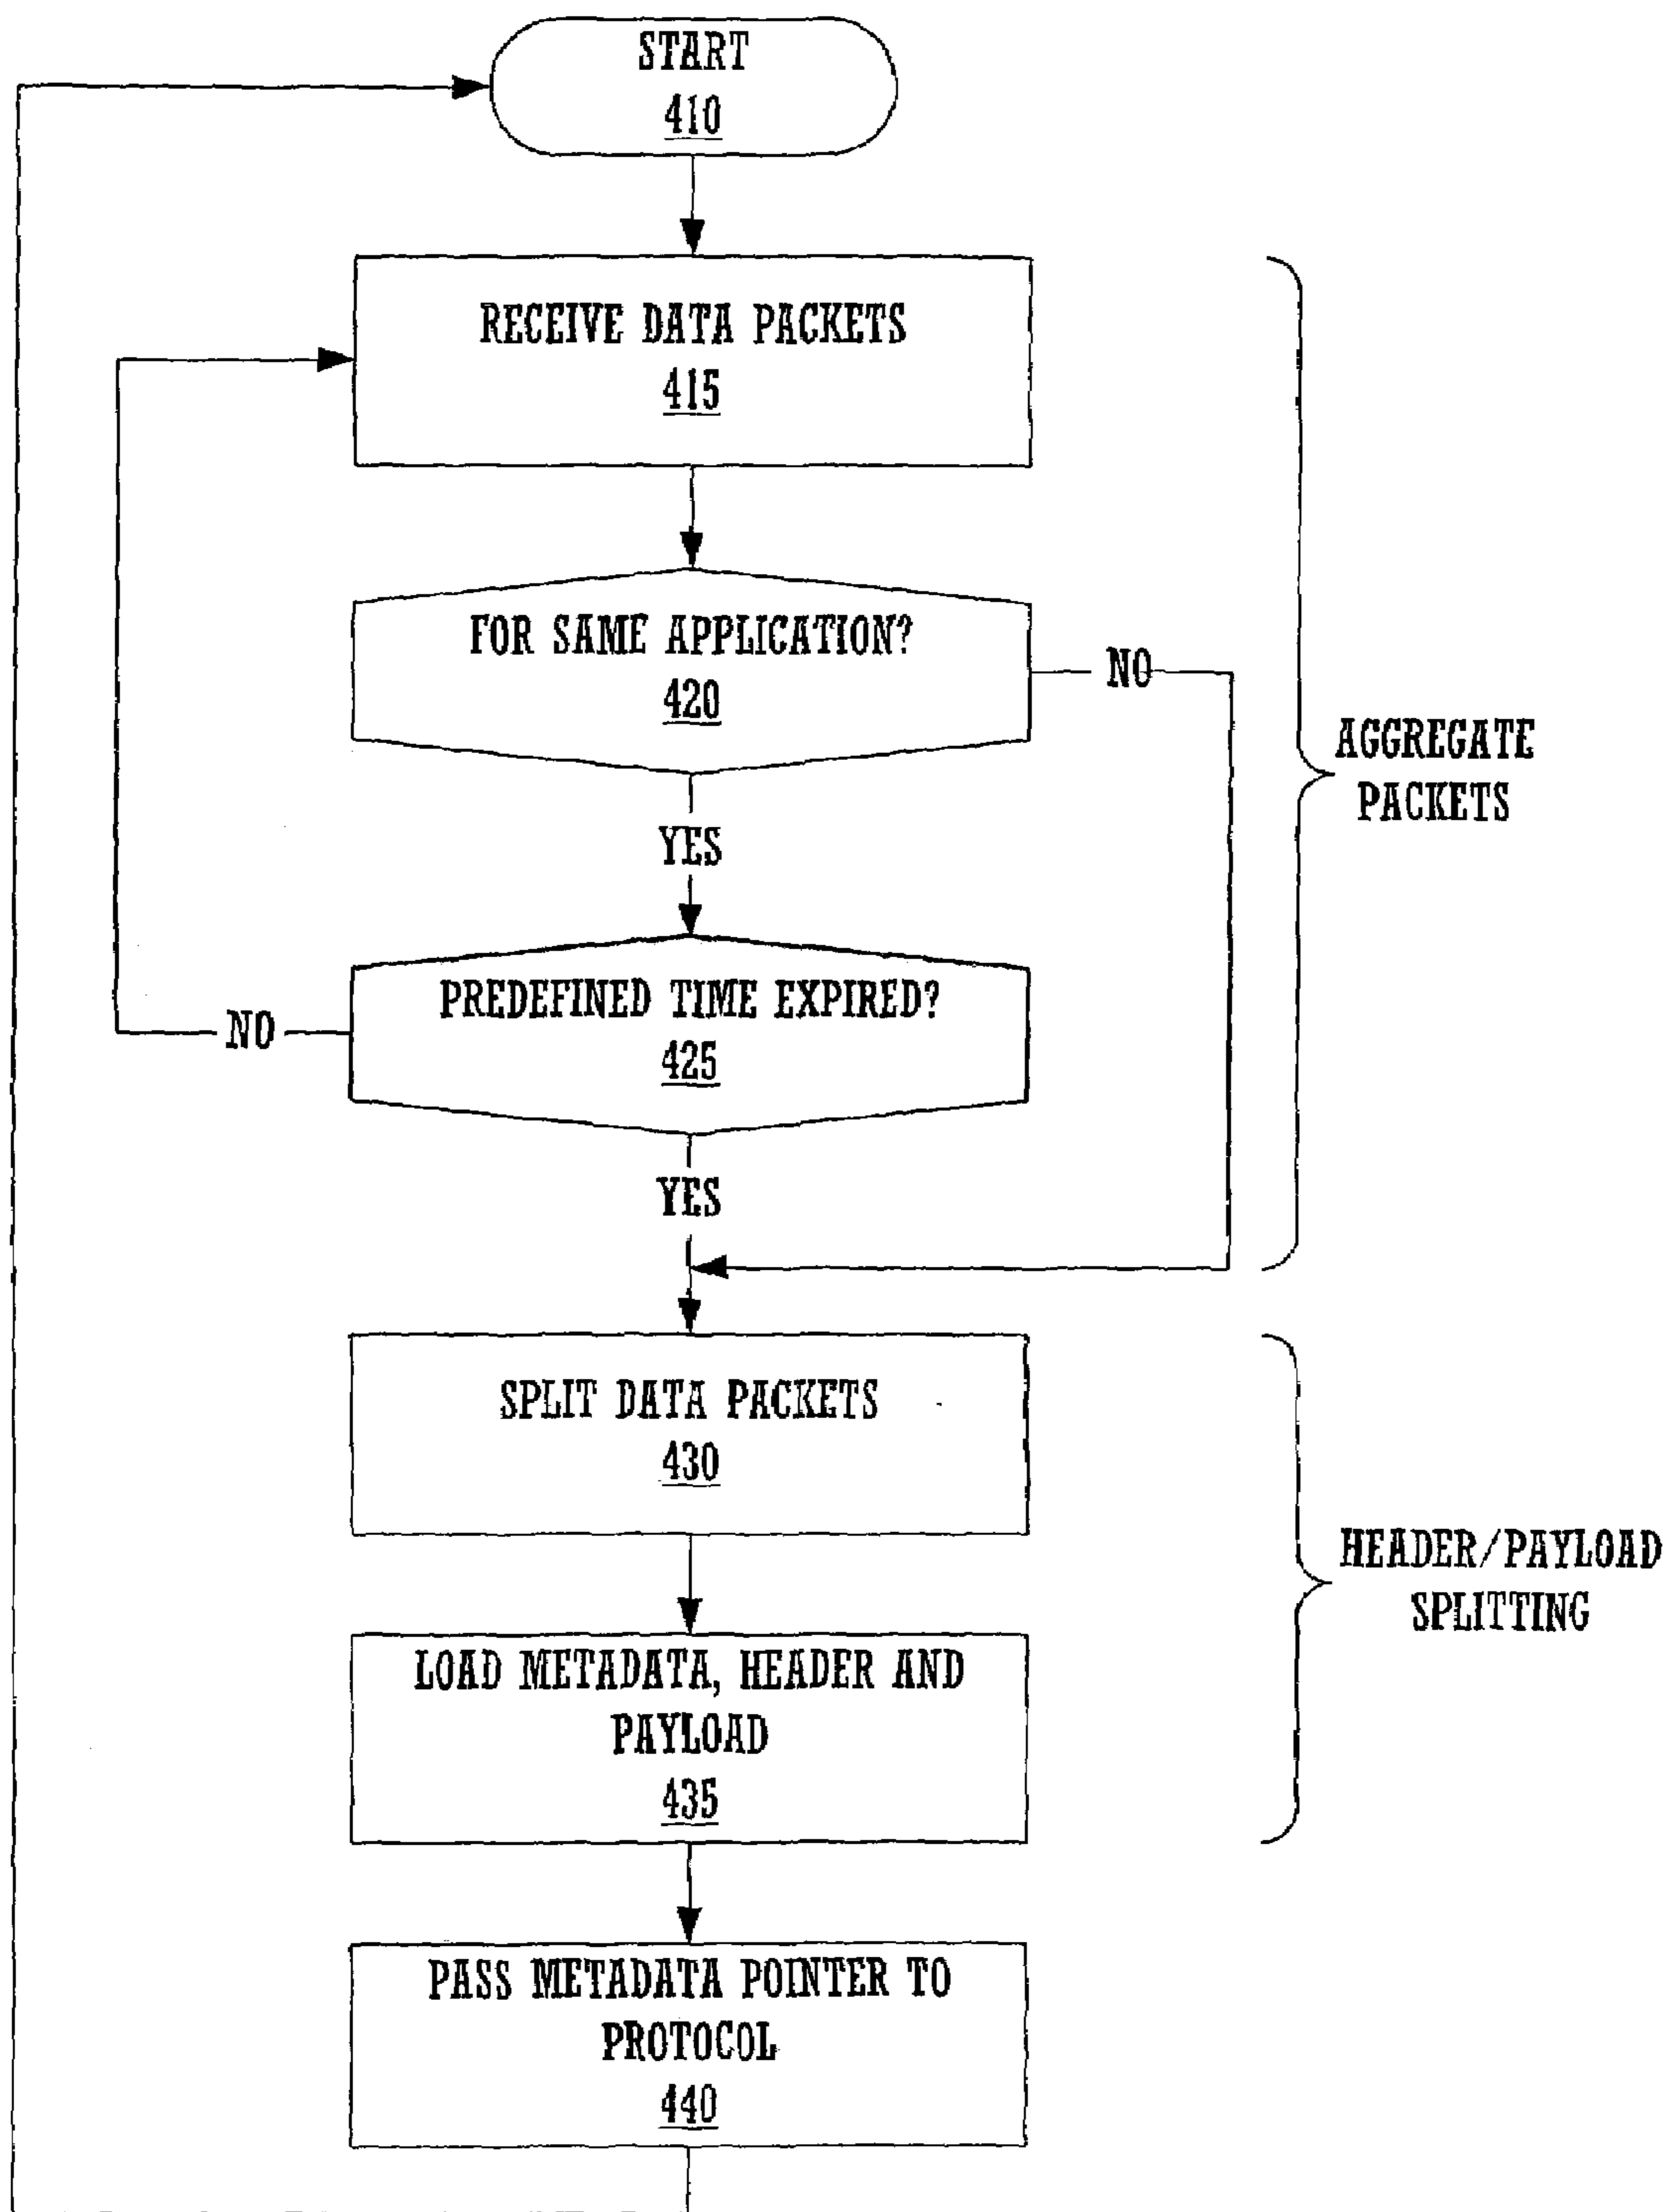 START
410
RECEIVE DATA PACKETS
415
FOR SAME APPLICATION?
420
NO
YES
AGGREGATE
PACKETS
PREDEFINED TIME EXPIRED?
425
NO
YES
SPLIT DATA PACKETS
430
HEADER/PAYLOAD
SPLITTING
LOAD METADATA, HEADER AND
PAYLOAD
435
PASS METADATA POINTER TO
PROTOCOL
440